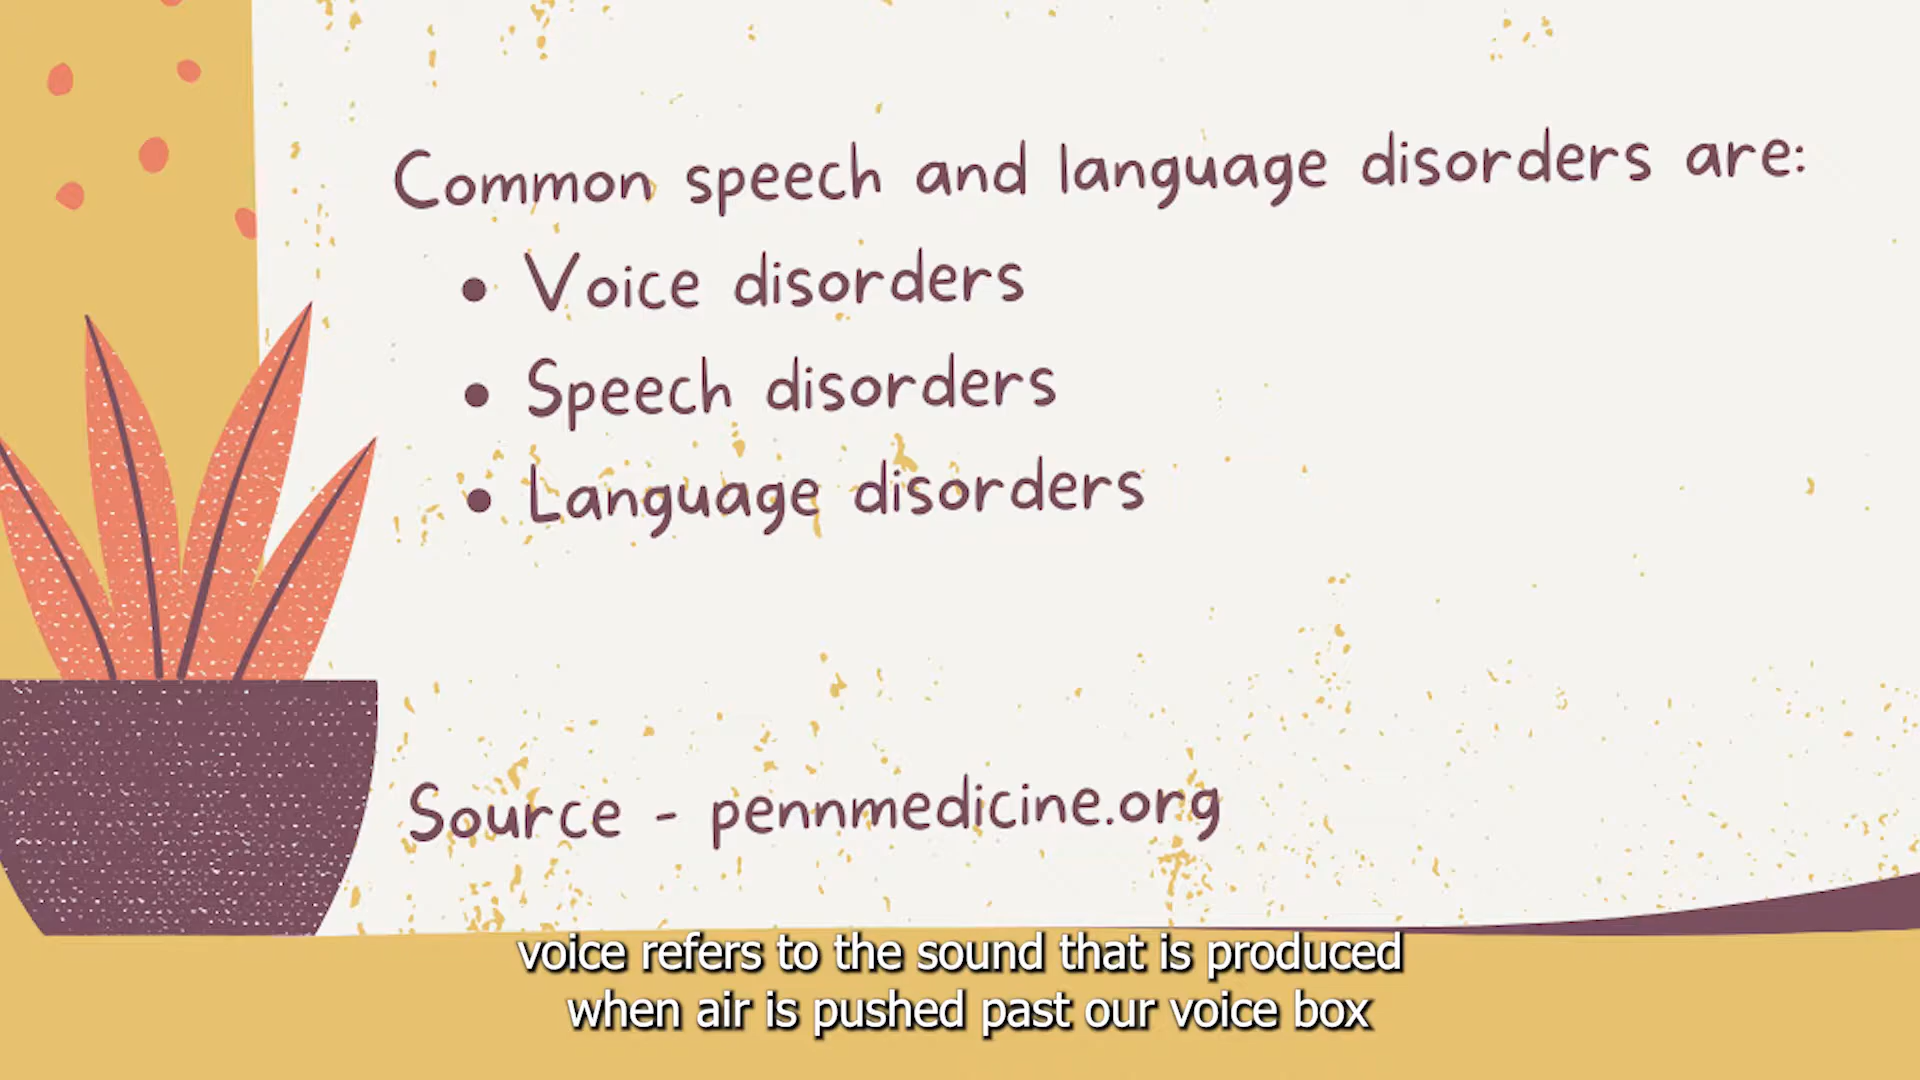 Common speech and language disorders are:
• Voice disorders
• Speech disorders
• Language disorders
Source - pennmedicine.org
voice refers to the sound that is produced
when air is pushed past our voice box